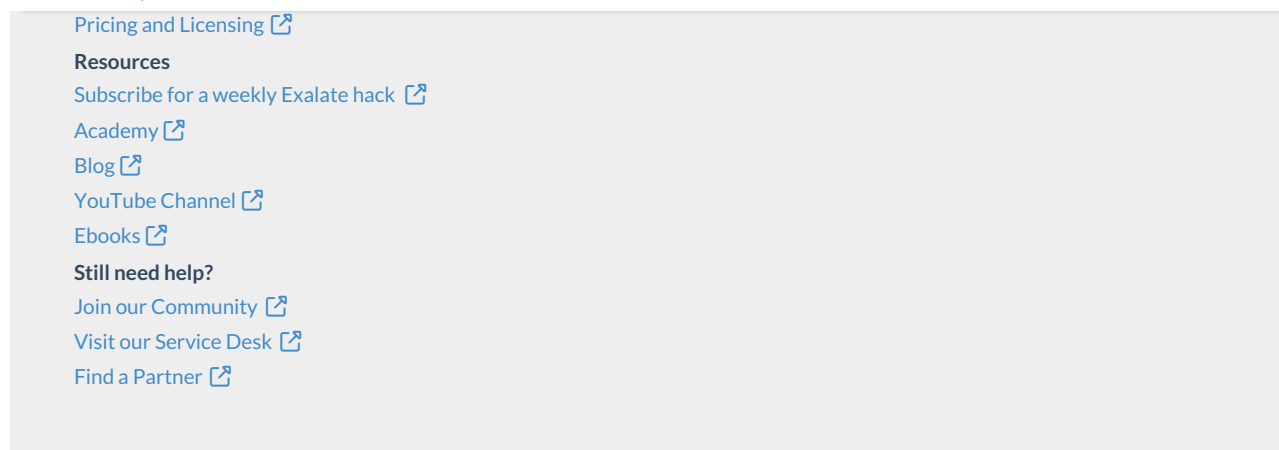 Pricing and Licensing
Resources
Subscribe for a weekly Exalate hack
Academy
Blog
YouTube Channel
Ebooks
Still need help?
Join our Community
Visit our Service Desk
Find a Partner